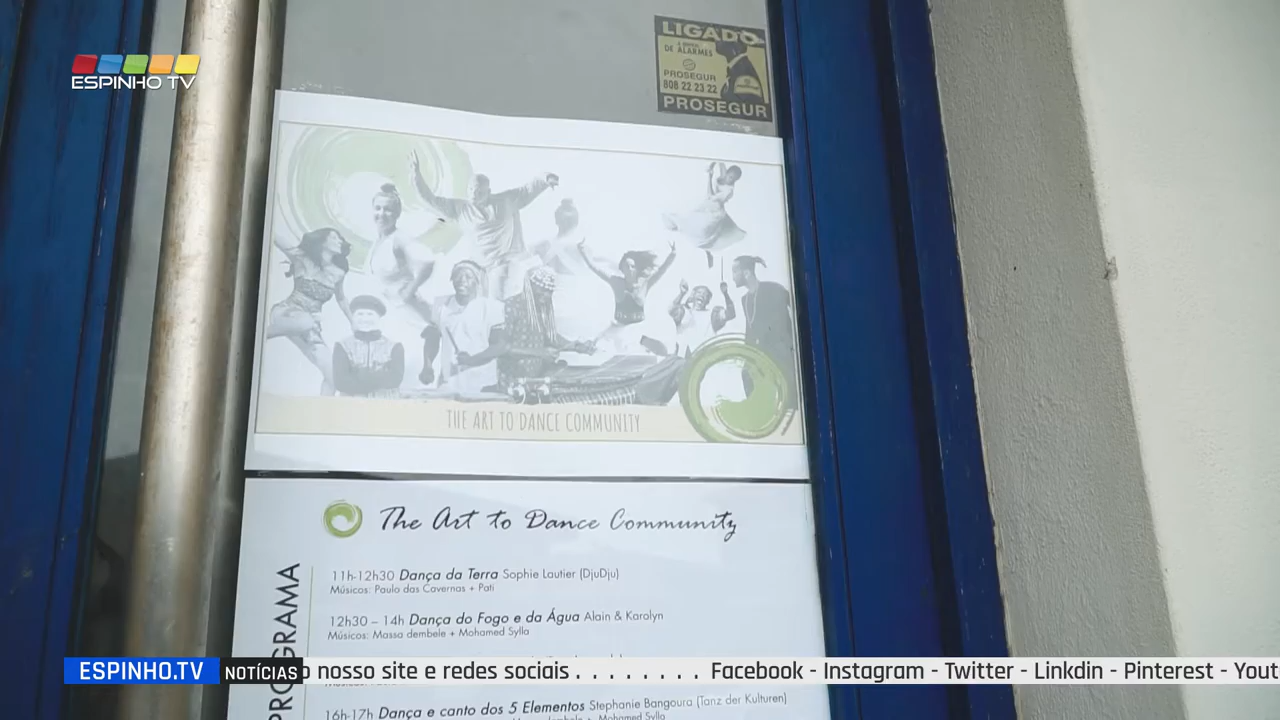 ESPINHO TV
LIGADO
DE ALARMES
PROSEGUR
808 22 23 22
PROSEGUR
THE ART TO DANCE COMMUNITY
The Art to Dance Community
PROGRAMA
11h-12h30 Dança da Terra Sophie Lautier (DjuDju)
Músicos: Paulo das Cavernas + Pati
12h30 – 14h Dança do Fogo e da Água Alain & Karolyn
Músicos: Massa dembele + Mohamed Sylla
16h-17h Dança e canto dos 5 Elementos Stephanie Bangoura (Tanz der Kulturen)
dembele + Mohamed Sylla
ESPINHO.TV NOTÍCIAS o nosso site e redes sociais . . . . . . . . Facebook - Instagram - Twitter - Linkdin - Pinterest - Yout